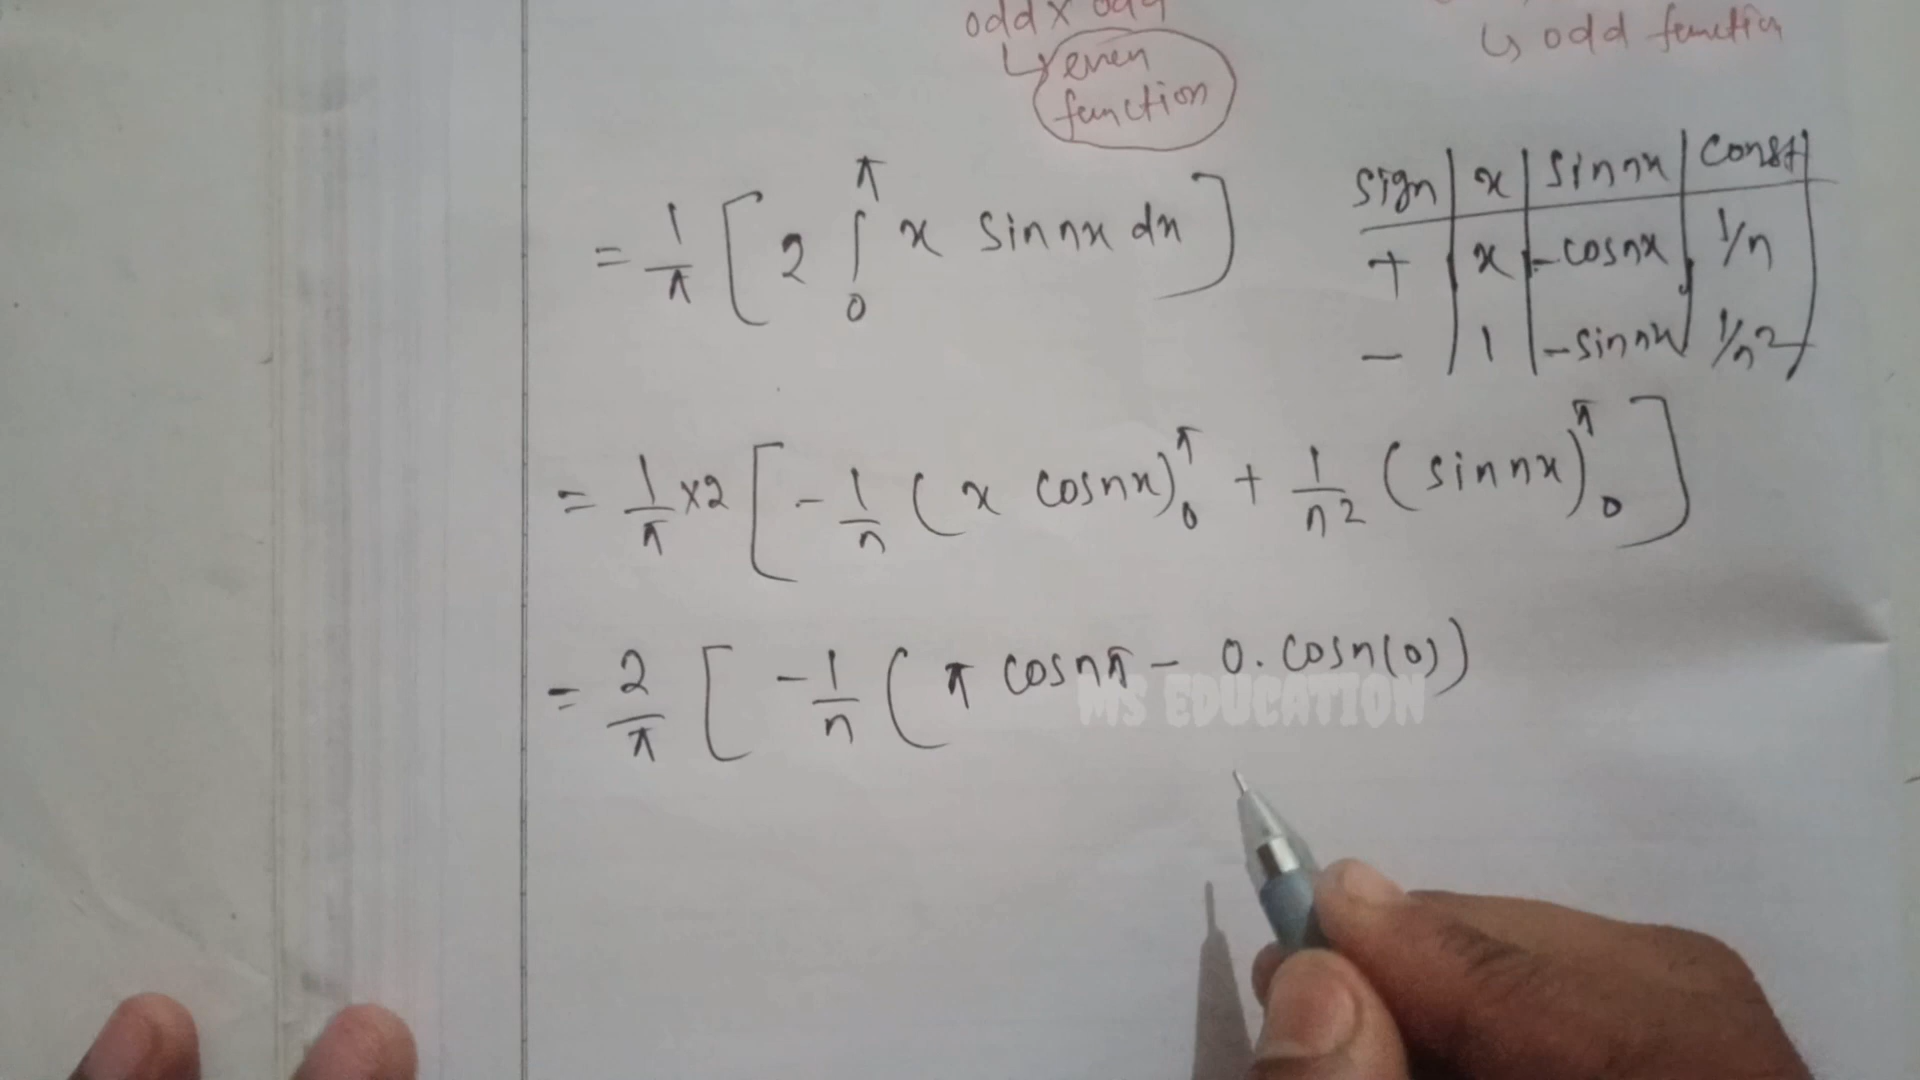 odd x odd
↳ even
function
↳ odd function
= 1/π [ 2 ∫₀^π x sin nx dx ]
sign | x | sin nx | const
+ | x | -cos nx | 1/n
- | 1 | -sin nx | 1/n²
= 1/π ×2 [ - 1/n ( x cos nx )₀^π + 1/n² ( sin nx )₀^π ]
= 2/π [ - 1/n ( π cos nπ - 0. cos n(0) )
MS EDUCATION